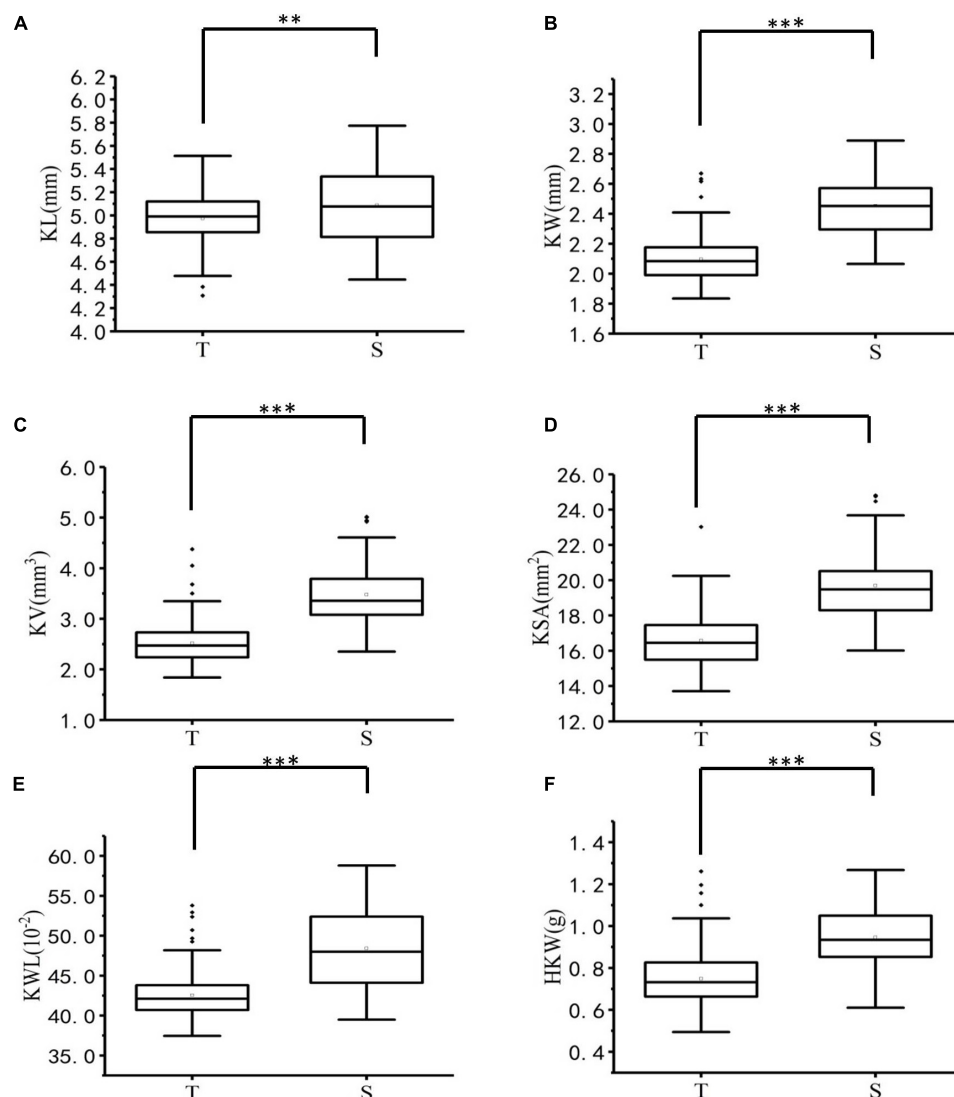 A
**
KL(mm)
6.2
6.0
5.8
5.6
5.4
5.2
5.0
4.8
4.6
4.4
4.2
4.0
T S
B
***
KW(mm)
3.2
3.0
2.8
2.6
2.4
2.2
2.0
1.8
1.6
T S
C
***
KV(mm³)
6.0
5.0
4.0
3.0
2.0
1.0
T S
D
***
KSA(mm²)
26.0
24.0
22.0
20.0
18.0
16.0
14.0
12.0
T S
E
***
KWL(10⁻²)
60.0
55.0
50.0
45.0
40.0
35.0
T S
F
***
HKW(g)
1.4
1.2
1.0
0.8
0.6
0.4
T S